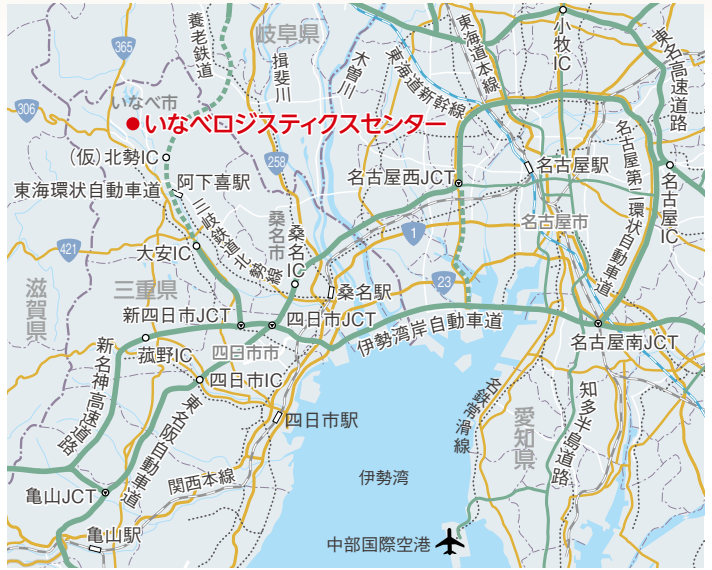 養老鉄道
岐阜県
365
揖斐川
木曽川
東海道新幹線
東海道本線
小牧IC
東名高速道路
306
いなべ市
いなべロジスティクスセンター
(仮)北勢IC
258
名古屋西JCT
名古屋駅
名古屋第二環状自動車道
名古屋IC
東海環状自動車道
阿下喜駅
三岐鉄道北勢線
桑名市
桑名IC
名古屋市
1
421
大安IC
23
滋賀県
三重県
桑名駅
新四日市JCT
四日市JCT
伊勢湾岸自動車道
名古屋南JCT
菰野IC
四日市市
四日市IC
新名神高速道路
東名阪自動車道
四日市駅
名鉄常滑線
愛知県
知多半島道路
関西本線
伊勢湾
亀山JCT
亀山駅
中部国際空港